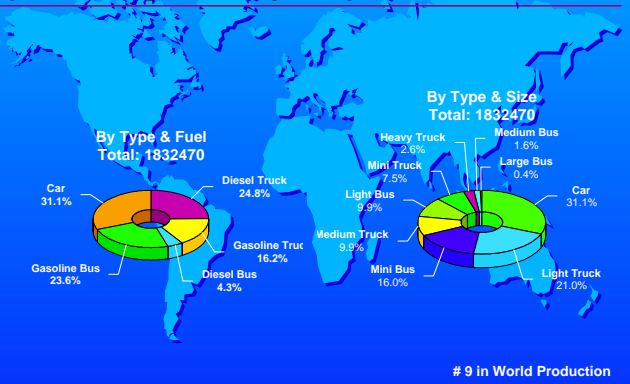 By Type & Fuel
Total: 1832470
Car
31.1%
Diesel Truck
24.8%
Gasoline Truc
16.2%
Diesel Bus
4.3%
Gasoline Bus
23.6%
By Type & Size
Total: 1832470
Heavy Truck
2.6%
Medium Bus
1.6%
Large Bus
0.4%
Mini Truck
7.5%
Car
31.1%
Light Bus
9.9%
Medium Truck
9.9%
Mini Bus
16.0%
Light Truck
21.0%
# 9 in World Production